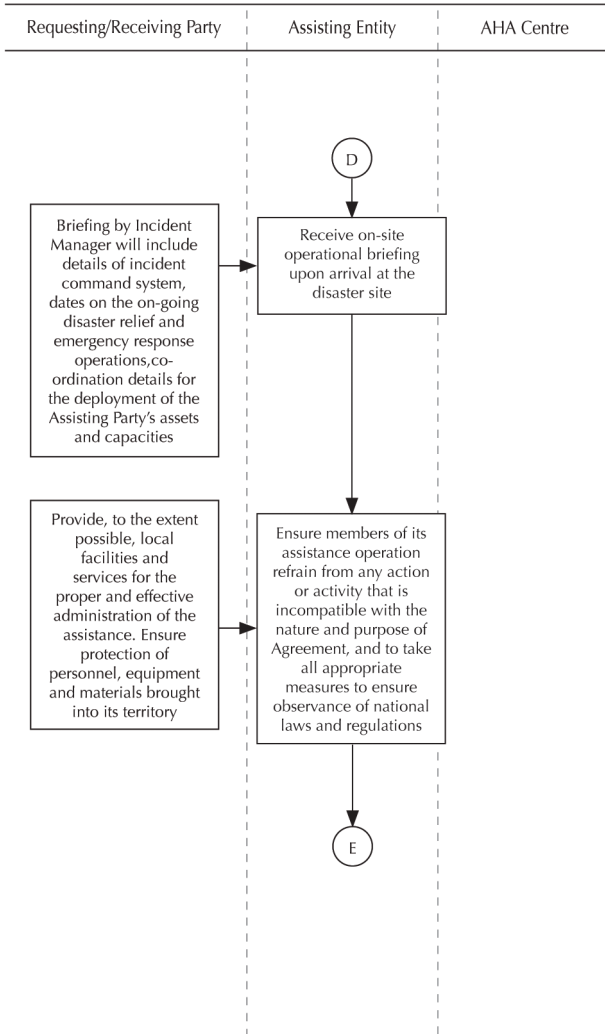 Requesting/Receiving Party
Assisting Entity
AHA Centre
D
Briefing by Incident
Manager will include
details of incident
command system,
dates on the on-going
disaster relief and
emergency response
operations,co-
ordination details for
the deployment of the
Assisting Party's assets
and capacities
Receive on-site
operational briefing
upon arrival at the
disaster site
Provide, to the extent
possible, local
facilities and
services for the
proper and effective
administration of the
assistance. Ensure
protection of
personnel, equipment
and materials brought
into its territory
Ensure members of its
assistance operation
refrain from any action
or activity that is
incompatible with the
nature and purpose of
Agreement, and to take
all appropriate
measures to ensure
observance of national
laws and regulations
E